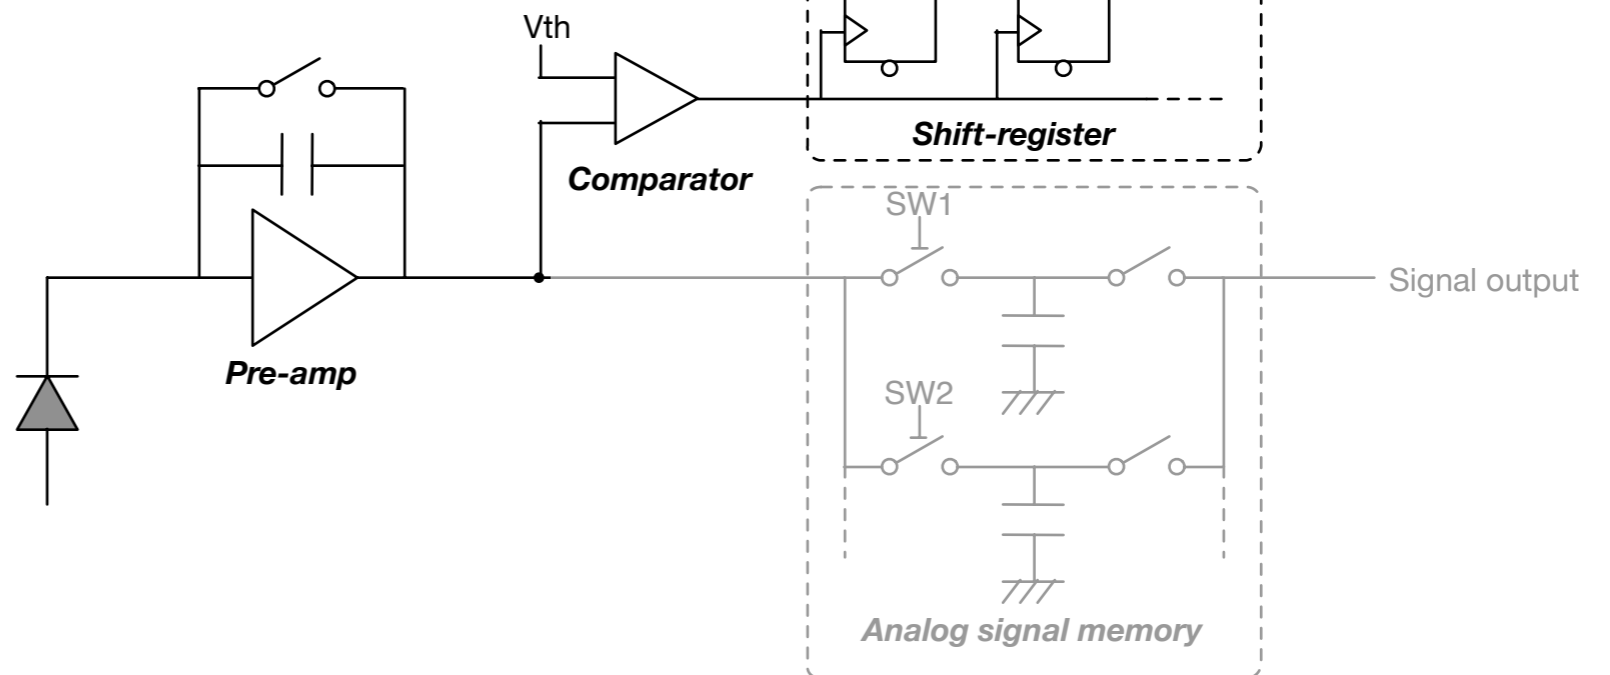 Vth
Shift-register
Comparator
SW1
Signal output
Pre-amp
SW2
Analog signal memory